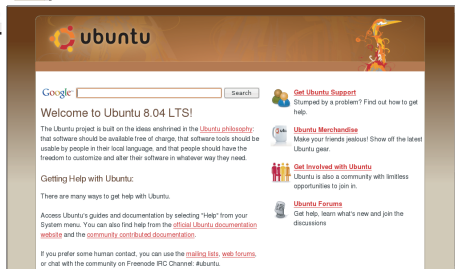 ubuntu
Google
Search
Welcome to Ubuntu 8.04 LTS!
The Ubuntu project is built on the ideas enshrined in the Ubuntu philosophy:
that software should be available free of charge, that software tools should be
usable by people in their local language, and that people should have the
freedom to customize and alter their software in whatever way they need.
Getting Help with Ubuntu:
There are many ways to get help with Ubuntu.
Access Ubuntu's guides and documentation by selecting "Help" from your
System menu. You can also find help from the official Ubuntu documentation
website and the community contributed documentation.
If you prefer some human contact, you can use the mailing lists, web forums,
or chat with the community on Freenode IRC Channel: #ubuntu.
Get Ubuntu Support
Stumped by a problem? Find out how to get
help.
Ubuntu Merchandise
Make your friends jealous! Show off the latest
Ubuntu gear.
Get Involved with Ubuntu
Ubuntu is also a community with limitless
opportunities to join in.
Ubuntu Forums
Get help, learn what's new and join the
discussions